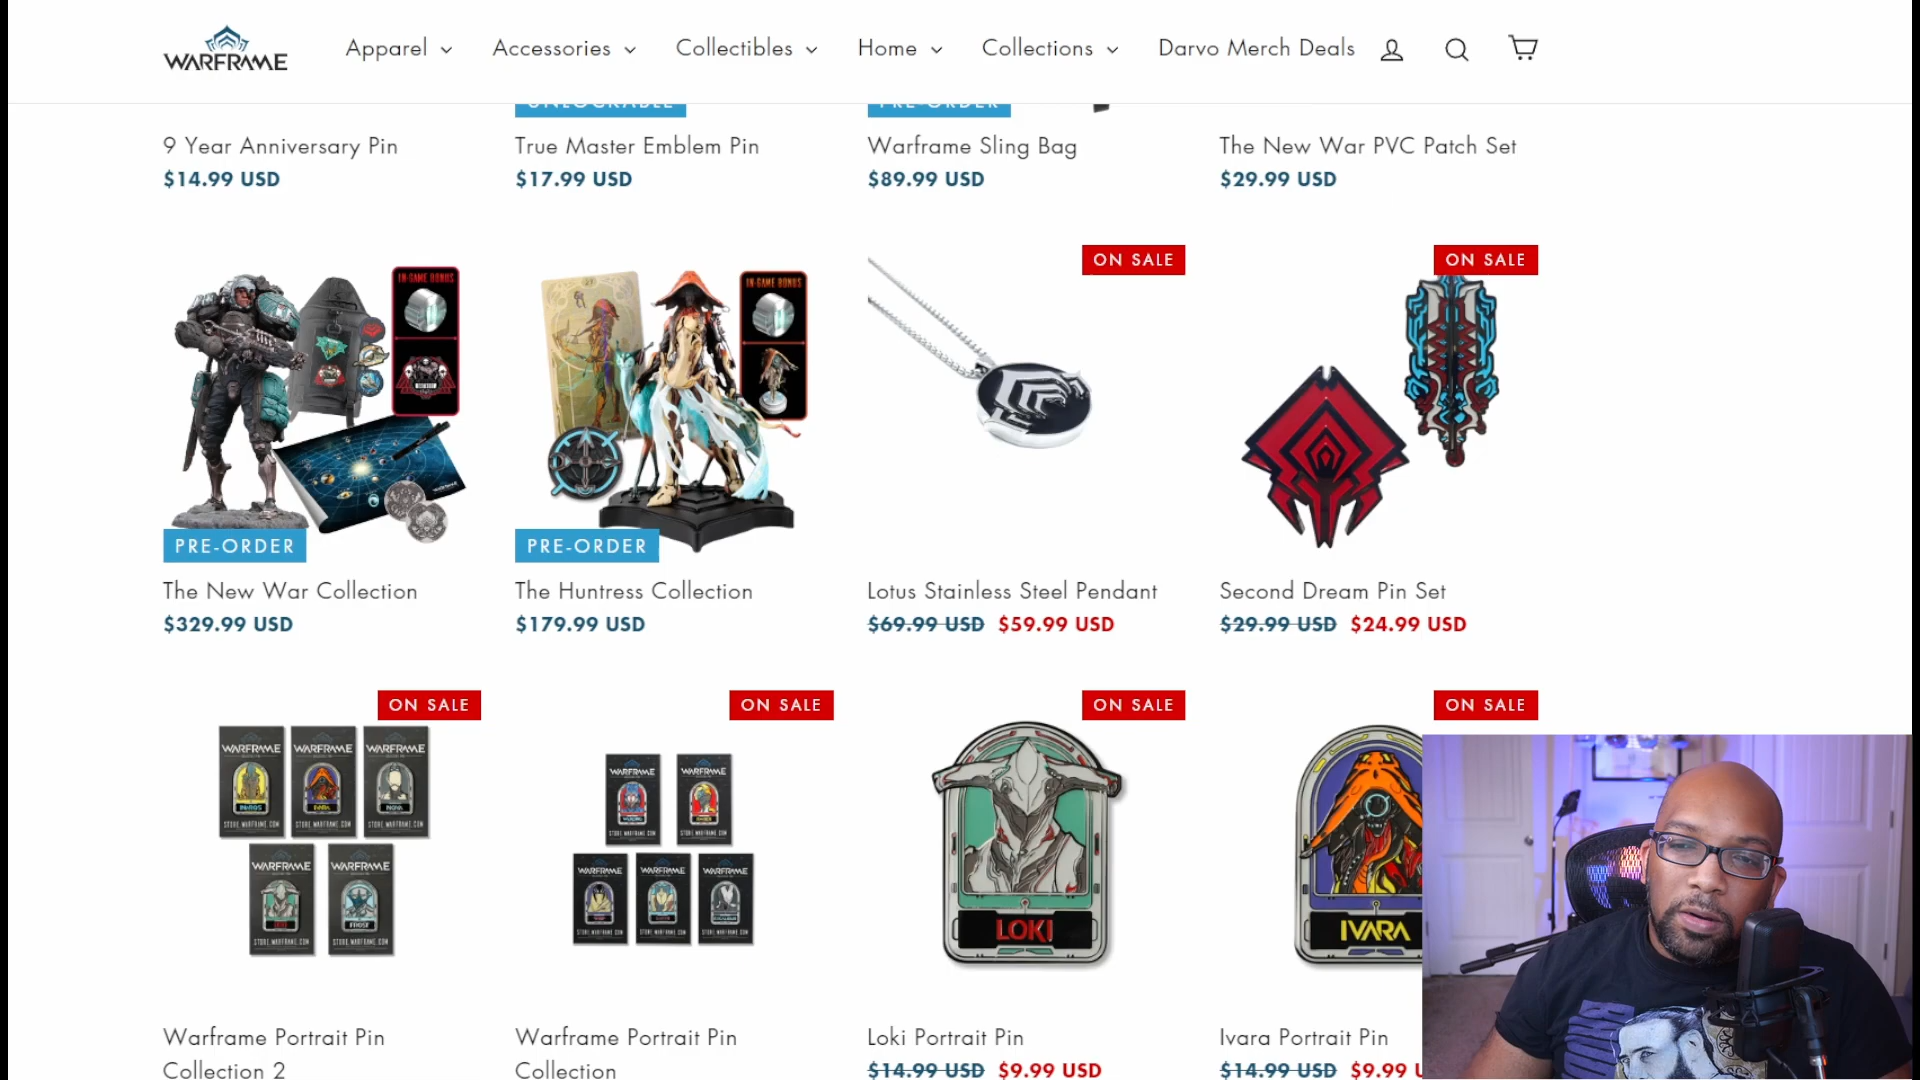 WARFRAME
Apparel
Accessories
Collectibles
Home
Collections
Darvo Merch Deals
UNLOCKABLE
PRE-ORDER
9 Year Anniversary Pin
$14.99 USD
True Master Emblem Pin
$17.99 USD
Warframe Sling Bag
$89.99 USD
The New War PVC Patch Set
$29.99 USD
IN-GAME BONUS
PRE-ORDER
The New War Collection
$329.99 USD
IN-GAME BONUS
PRE-ORDER
The Huntress Collection
$179.99 USD
ON SALE
Lotus Stainless Steel Pendant
$69.99 USD $59.99 USD
ON SALE
Second Dream Pin Set
$29.99 USD $24.99 USD
ON SALE
WARFRAME WARFRAME WARFRAME
INAROS IVARA NOVA
STORE.WARFRAME.COM STORE.WARFRAME.COM STORE.WARFRAME.COM
WARFRAME WARFRAME
LOKI FROST
STORE.WARFRAME.COM STORE.WARFRAME.COM
Warframe Portrait Pin
Collection 2
ON SALE
WARFRAME WARFRAME
STORE.WARFRAME.COM STORE.WARFRAME.COM
WARFRAME WARFRAME WARFRAME
STORE.WARFRAME.COM STORE.WARFRAME.COM STORE.WARFRAME.COM
Warframe Portrait Pin
Collection
ON SALE
LOKI
Loki Portrait Pin
$14.99 USD $9.99 USD
ON SALE
IVARA
Ivara Portrait Pin
$14.99 USD $9.99 U